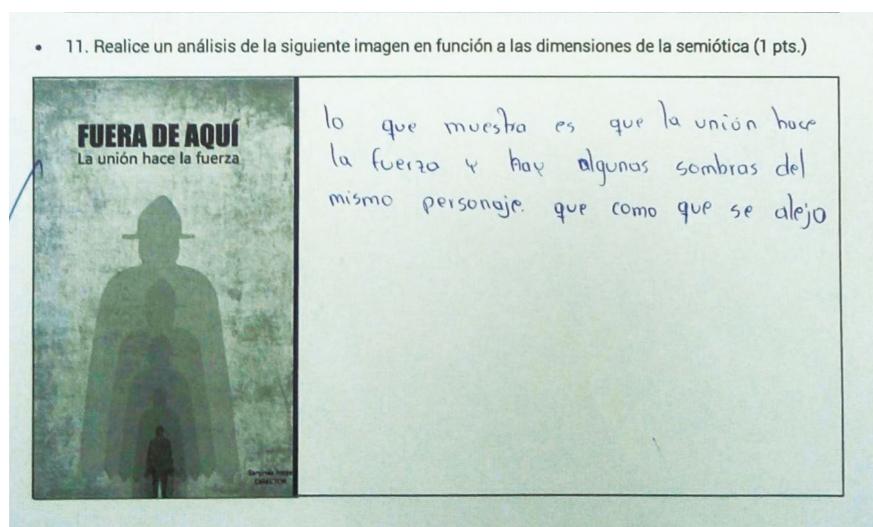 • 11. Realice un análisis de la siguiente imagen en función a las dimensiones de la semiótica (1 pts.)
FUERA DE AQUÍ
La unión hace la fuerza
DIRECTOR
lo que muestra es que la unión hace
la fuerza y hay algunas sombras del
mismo personaje. que como que se alejo